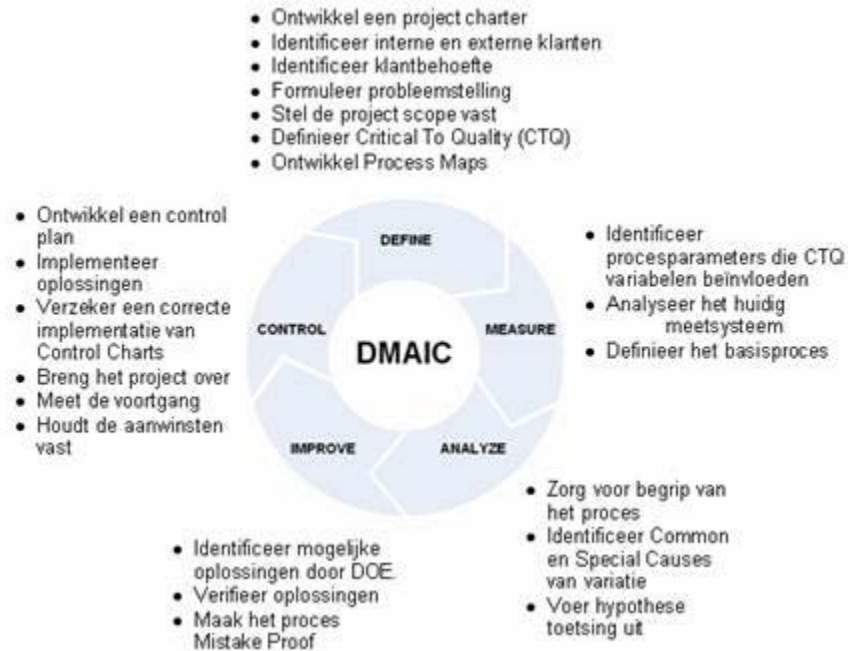 • Ontwikkel een project charter
• Identificeer interne en externe klanten
• Identificeer klantbehoefte
• Formuleer probleemstelling
• Stel de project scope vast
• Definieer Critical To Quality (CTQ)
• Ontwikkel Process Maps
DEFINE
• Identificeer
procesparameters die CTQ
variabelen beïnvloeden
• Analyseer het huidig
meetsysteem
• Definieer het basisproces
MEASURE
DMAIC
ANALYZE
• Zorg voor begrip van
het proces
• Identificeer Common
en Special Causes
van variatie
• Voer hypothese
toetsing uit
IMPROVE
• Identificeer mogelijke
oplossingen door DOE.
• Verifieer oplossingen
• Maak het proces
Mistake Proof
CONTROL
• Ontwikkel een control
plan
• Implementeer
oplossingen
• Verzeker een correcte
implementatie van
Control Charts
• Breng het project over
• Meet de voortgang
• Houdt de aanwinsten
vast